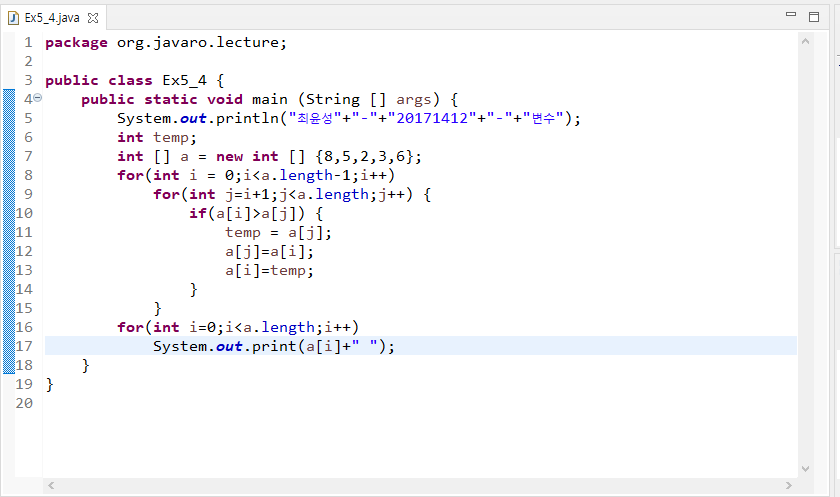 Ex5_4.java
1 package org.javaro.lecture;
2
3 public class Ex5_4 {
4     public static void main (String [] args) {
5         System.out.println("최윤성"+"-"+"20171412"+"-"+"변수");
6         int temp;
7         int [] a = new int [] {8,5,2,3,6};
8         for(int i = 0;i<a.length-1;i++)
9             for(int j=i+1;j<a.length;j++) {
10                 if(a[i]>a[j]) {
11                     temp = a[j];
12                     a[j]=a[i];
13                     a[i]=temp;
14                 }
15             }
16         for(int i=0;i<a.length;i++)
17             System.out.print(a[i]+" ");
18     }
19 }
20